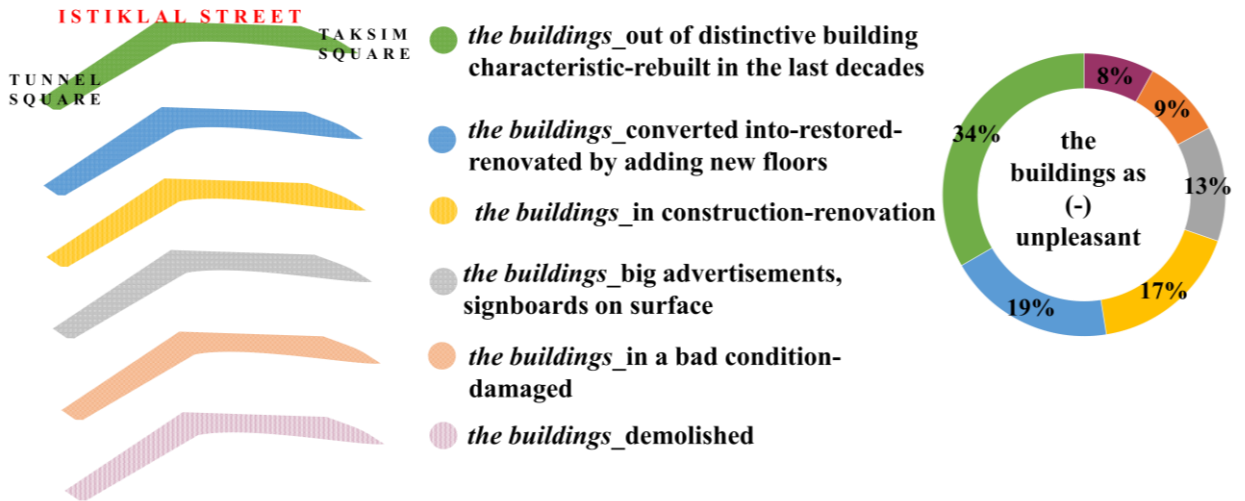 ISTIKLAL STREET
TAKSIM
SQUARE
TUNNEL
SQUARE
the buildings_out of distinctive building
characteristic-rebuilt in the last decades
the buildings_converted into-restored-
renovated by adding new floors
the buildings_in construction-renovation
the buildings_big advertisements,
signboards on surface
the buildings_in a bad condition-
damaged
the buildings_demolished
8%
9%
13%
17%
19%
34%
the
buildings as
(-)
unpleasant